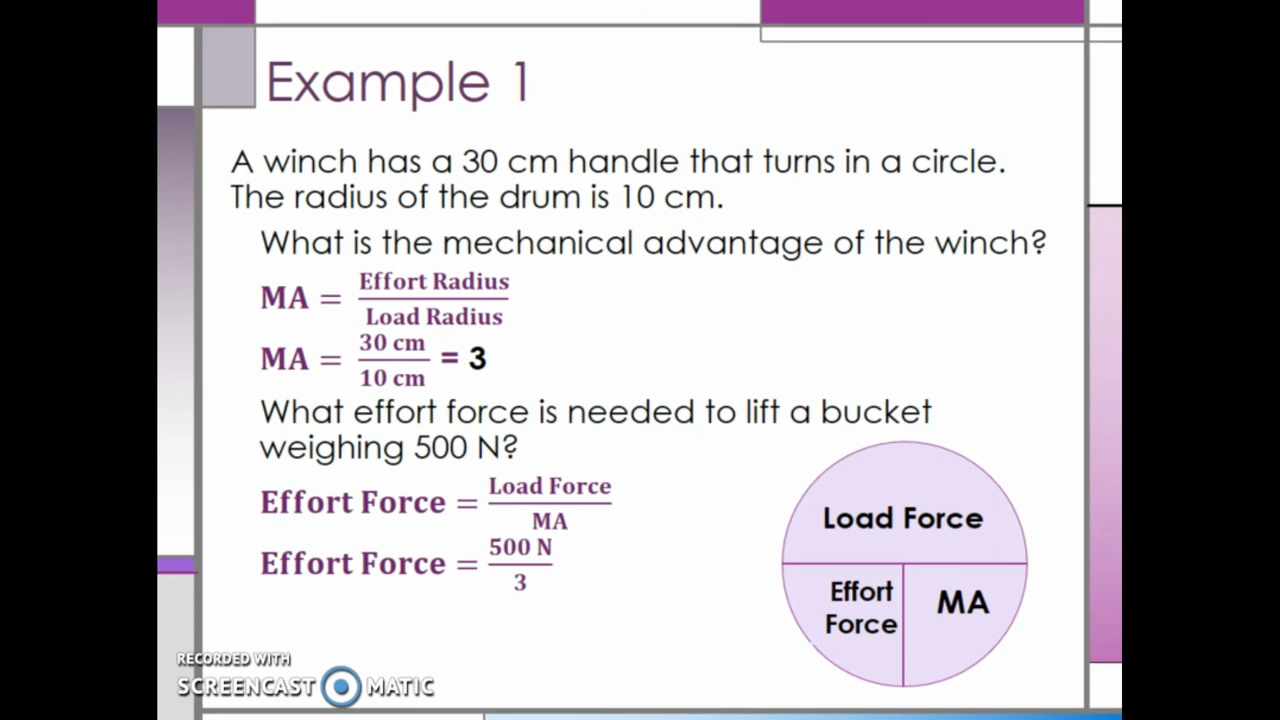 Example 1
A winch has a 30 cm handle that turns in a circle.
The radius of the drum is 10 cm.
What is the mechanical advantage of the winch?
MA = Effort Radius / Load Radius
MA = 30 cm / 10 cm = 3
What effort force is needed to lift a bucket
weighing 500 N?
Effort Force = Load Force / MA
Effort Force = 500 N / 3
Load Force
Effort
Force
MA
RECORDED WITH
SCREENCAST MATIC